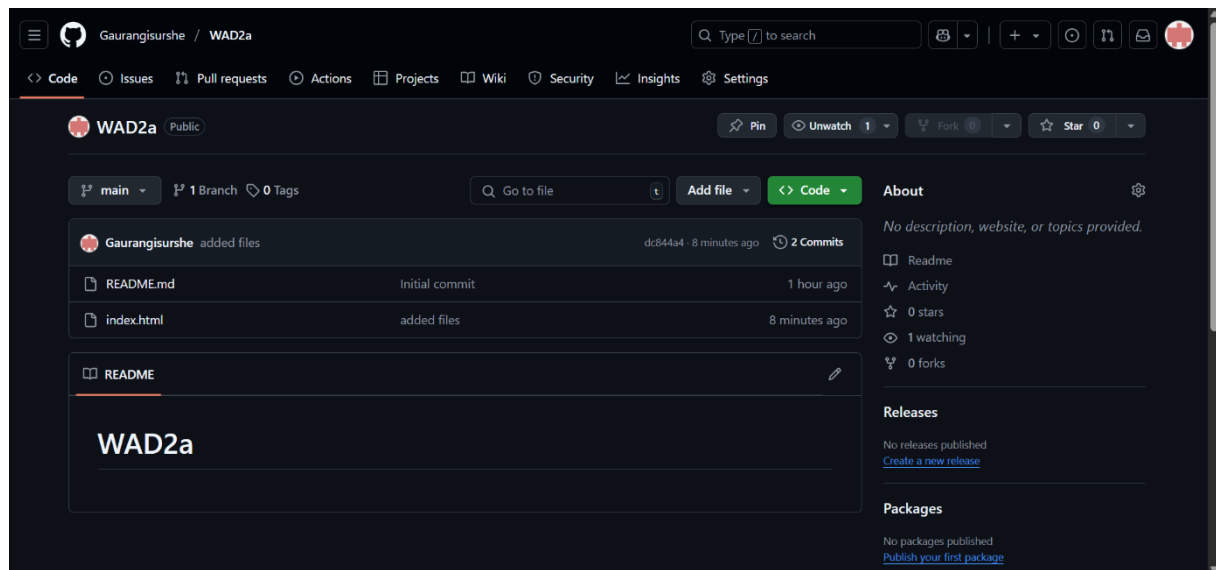 Gaurangisurshe / WAD2a
Type / to search
Code Issues Pull requests Actions Projects Wiki Security Insights Settings
WAD2a Public
Pin Unwatch 1 Fork 0 Star 0
main 1 Branch 0 Tags
Go to file t Add file Code
Gaurangisurshe added files dc844a4 · 8 minutes ago 2 Commits
README.md Initial commit 1 hour ago
index.html added files 8 minutes ago
README
WAD2a
About
No description, website, or topics provided.
Readme
Activity
0 stars
1 watching
0 forks
Releases
No releases published
Create a new release
Packages
No packages published
Publish your first package